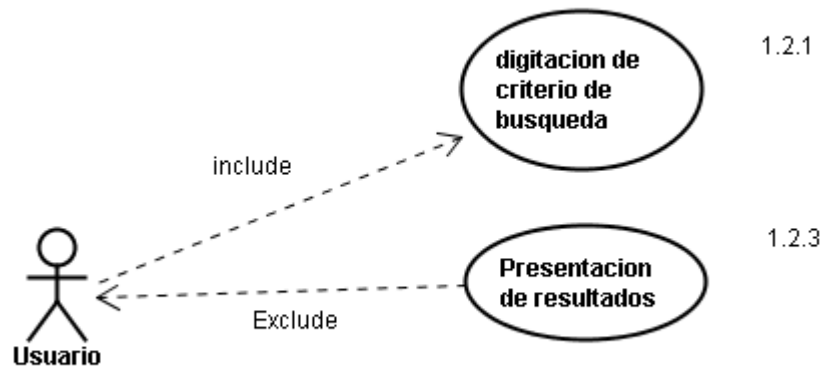 digitacion de
criterio de
busqueda
1.2.1
include
Presentacion
de resultados
1.2.3
Exclude
Usuario